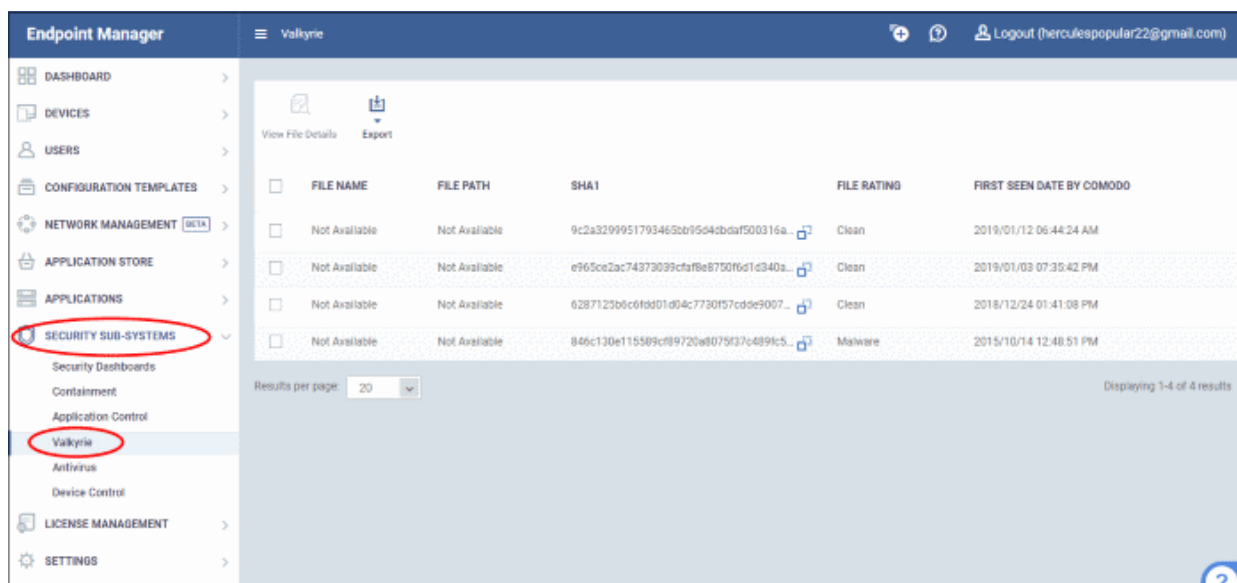 Endpoint Manager
Valkyrie
Logout (herculespopular22@gmail.com)
DASHBOARD
DEVICES
USERS
CONFIGURATION TEMPLATES
NETWORK MANAGEMENT BETA
APPLICATION STORE
APPLICATIONS
SECURITY SUB-SYSTEMS
Security Dashboards
Containment
Application Control
Valkyrie
Antivirus
Device Control
LICENSE MANAGEMENT
SETTINGS
View File Details
Export
FILE NAME FILE PATH SHA1 FILE RATING FIRST SEEN DATE BY COMODO
Not Available Not Available 9c2a3299951793465bb95d4dbdaf500316a... Clean 2019/01/12 06:44:24 AM
Not Available Not Available e965ce2ac74373039cfaf8e8750f6d1d340a... Clean 2019/01/03 07:35:42 PM
Not Available Not Available 6287125b6c6fdd01d04c7730f57cdde9007... Clean 2018/12/24 01:41:08 PM
Not Available Not Available 846c130e115589cf89720a8075f37c489fc5... Malware 2015/10/14 12:48:51 PM
Results per page: 20
Displaying 1-4 of 4 results
?